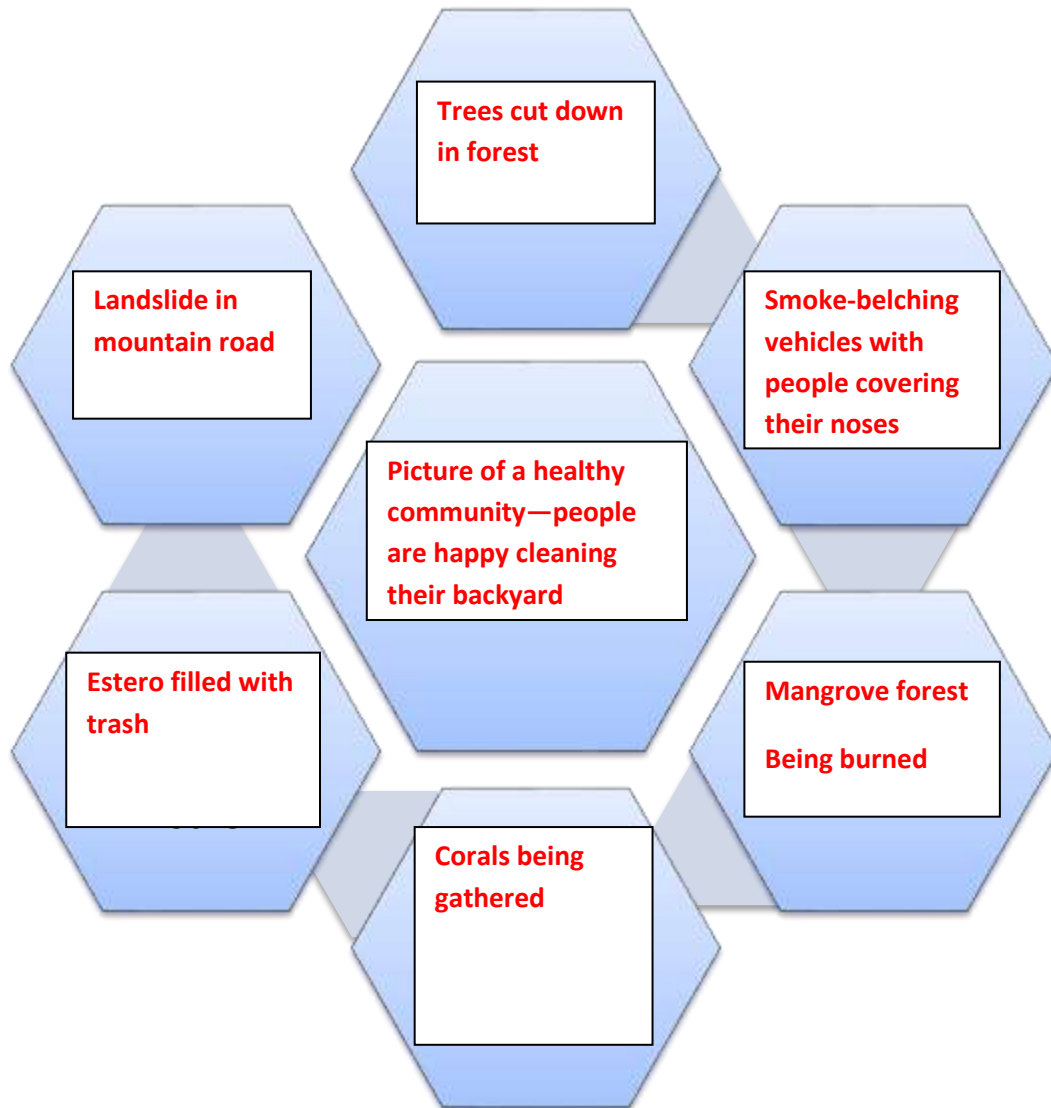 Trees cut down
in forest
Landslide in
mountain road
Smoke-belching
vehicles with
people covering
their noses
Picture of a healthy
community—people
are happy cleaning
their backyard
Estero filled with
trash
Mangrove forest
Being burned
Corals being
gathered